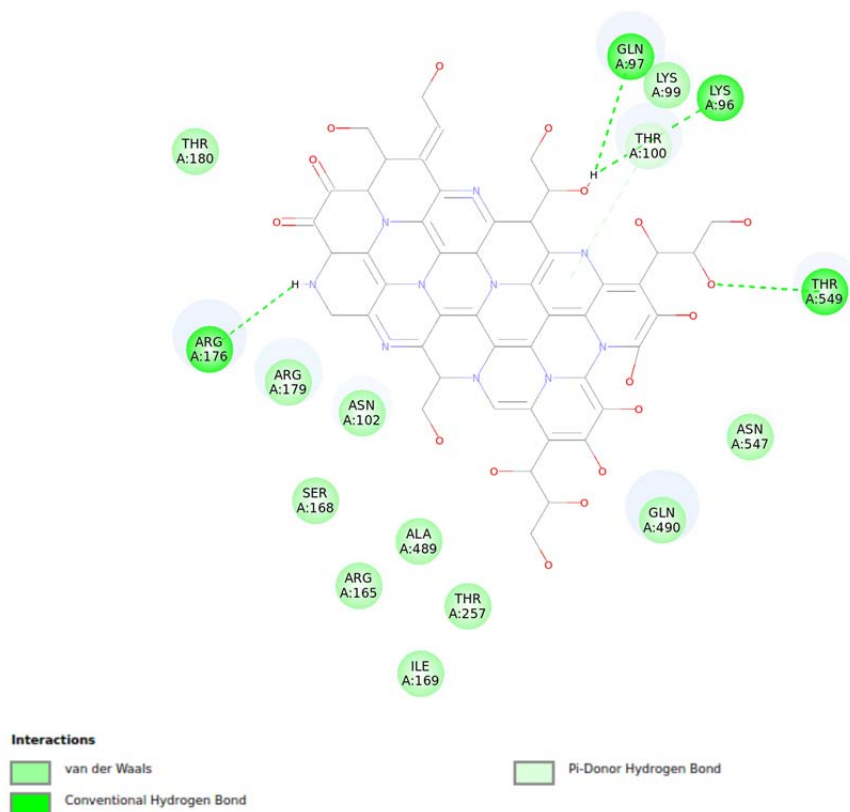 GLN
A:97
LYS
A:99
LYS
A:96
THR
A:100
THR
A:180
O
O
O
O
H
O
O
N
O
O
O
N
N
O
H
N
N
N
O
THR
A:549
O
ARG
A:176
N
N
O
ARG
A:179
N
N
O
ASN
A:102
O
O
ASN
A:547
O
O
O
SER
A:168
GLN
A:490
ALA
A:489
O
ARG
A:165
THR
A:257
ILE
A:169
Interactions
van der Waals
Pi-Donor Hydrogen Bond
Conventional Hydrogen Bond